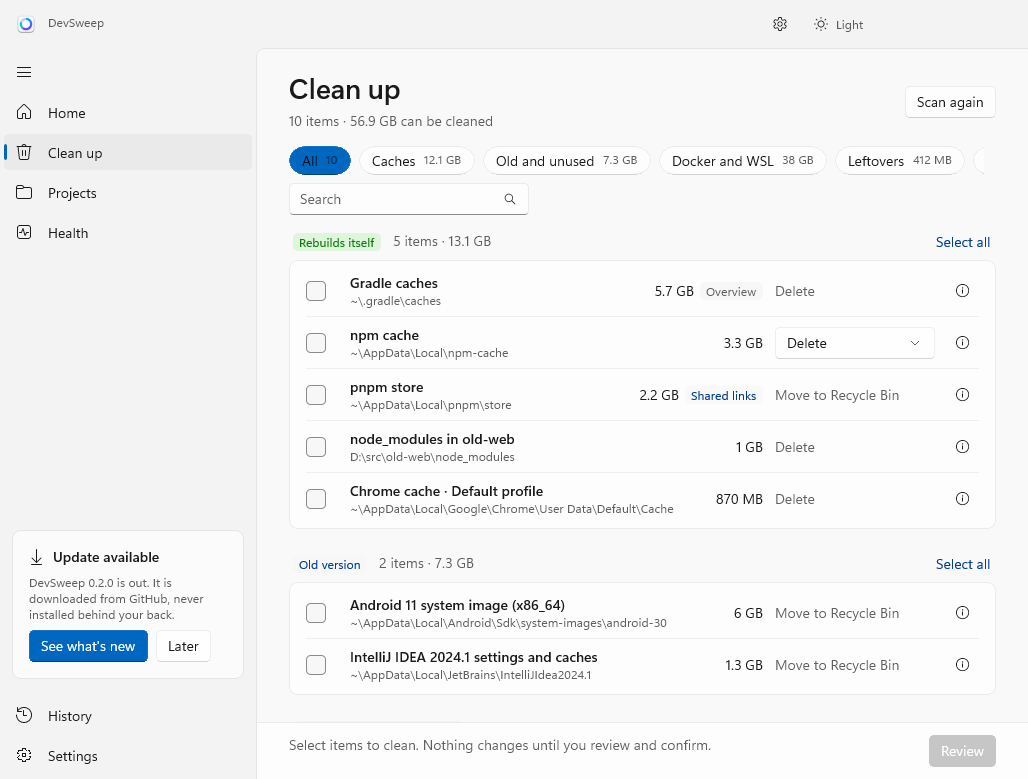 DevSweep
Light
Home
Clean up
Projects
Health
Update available
DevSweep 0.2.0 is out. It is
downloaded from GitHub, never
installed behind your back.
See what's new
Later
History
Settings
Clean up
10 items · 56.9 GB can be cleaned
Scan again
All 10
Caches 12.1 GB
Old and unused 7.3 GB
Docker and WSL 38 GB
Leftovers 412 MB
Search
Rebuilds itself 5 items · 13.1 GB Select all
Gradle caches
~\.gradle\caches
5.7 GB Overview Delete
npm cache
~\AppData\Local\npm-cache
3.3 GB Delete
pnpm store
~\AppData\Local\pnpm\store
2.2 GB Shared links Move to Recycle Bin
node_modules in old-web
D:\src\old-web\node_modules
1 GB Delete
Chrome cache · Default profile
~\AppData\Local\Google\Chrome\User Data\Default\Cache
870 MB Delete
Old version 2 items · 7.3 GB Select all
Android 11 system image (x86_64)
~\AppData\Local\Android\Sdk\system-images\android-30
6 GB Move to Recycle Bin
IntelliJ IDEA 2024.1 settings and caches
~\AppData\Local\JetBrains\IntelliJIdea2024.1
1.3 GB Move to Recycle Bin
Select items to clean. Nothing changes until you review and confirm.
Review